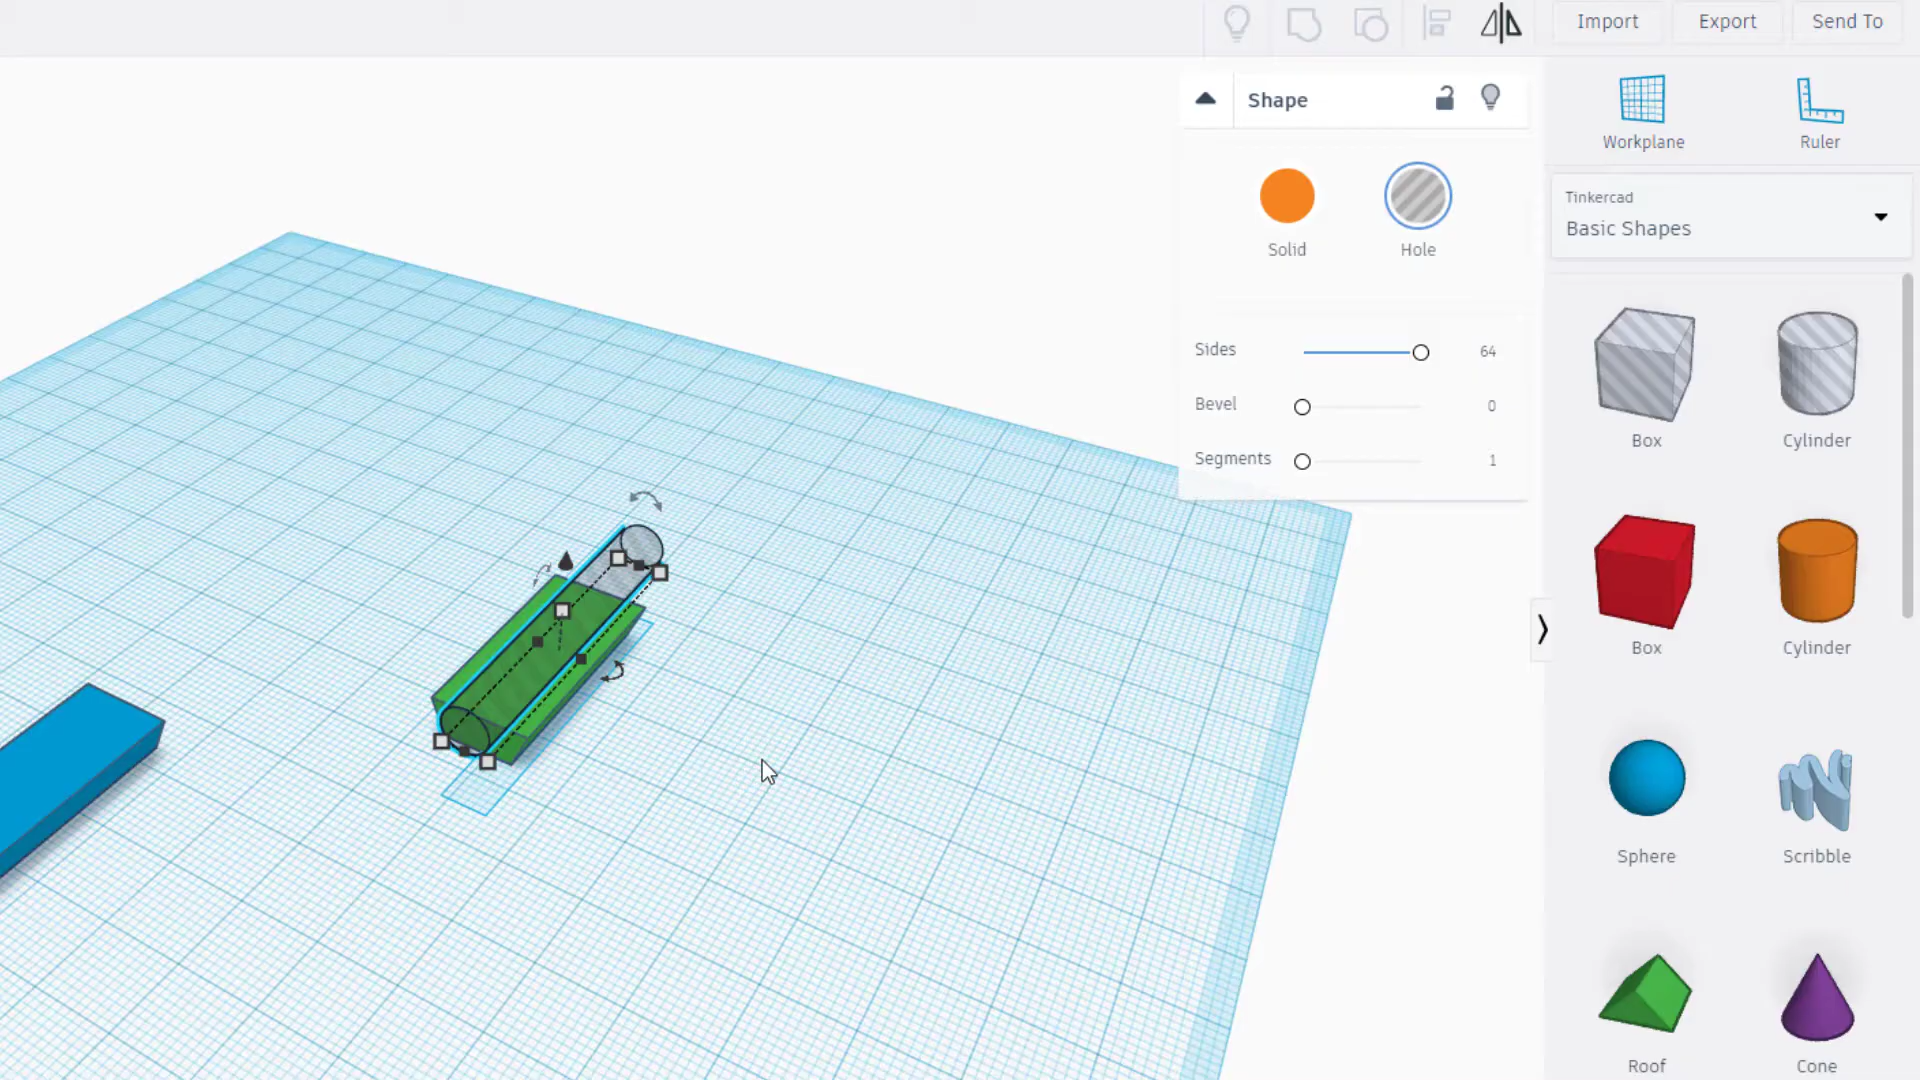 Import
Export
Send To
Shape
Workplane
Ruler
Solid
Hole
Tinkercad
Basic Shapes
Sides
64
Bevel
0
Segments
1
Box
Cylinder
Box
Cylinder
Sphere
Scribble
Roof
Cone